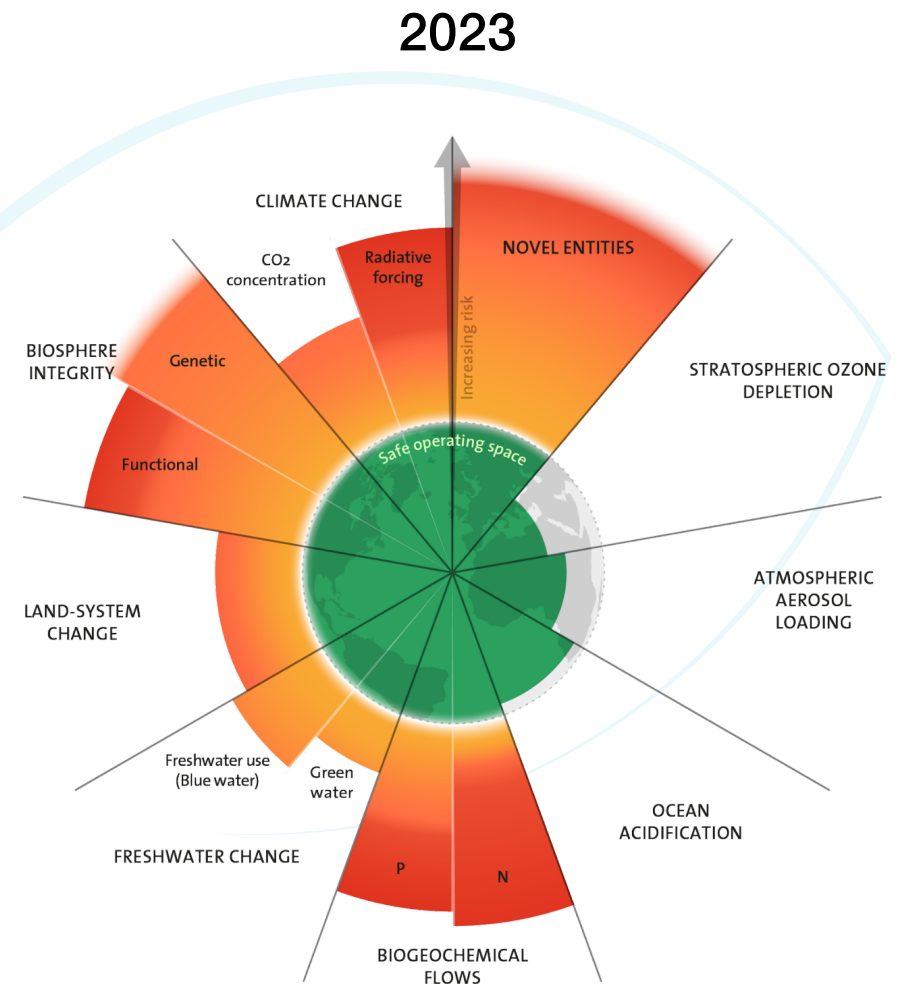 2023
CLIMATE CHANGE
CO2
concentration
Radiative
forcing
NOVEL ENTITIES
Increasing risk
STRATOSPHERIC OZONE
DEPLETION
BIOSPHERE
INTEGRITY
Genetic
Functional
Safe operating space
ATMOSPHERIC
AEROSOL
LOADING
LAND-SYSTEM
CHANGE
Freshwater use
(Blue water)
Green
water
FRESHWATER CHANGE
OCEAN
ACIDIFICATION
P
N
BIOGEOCHEMICAL
FLOWS